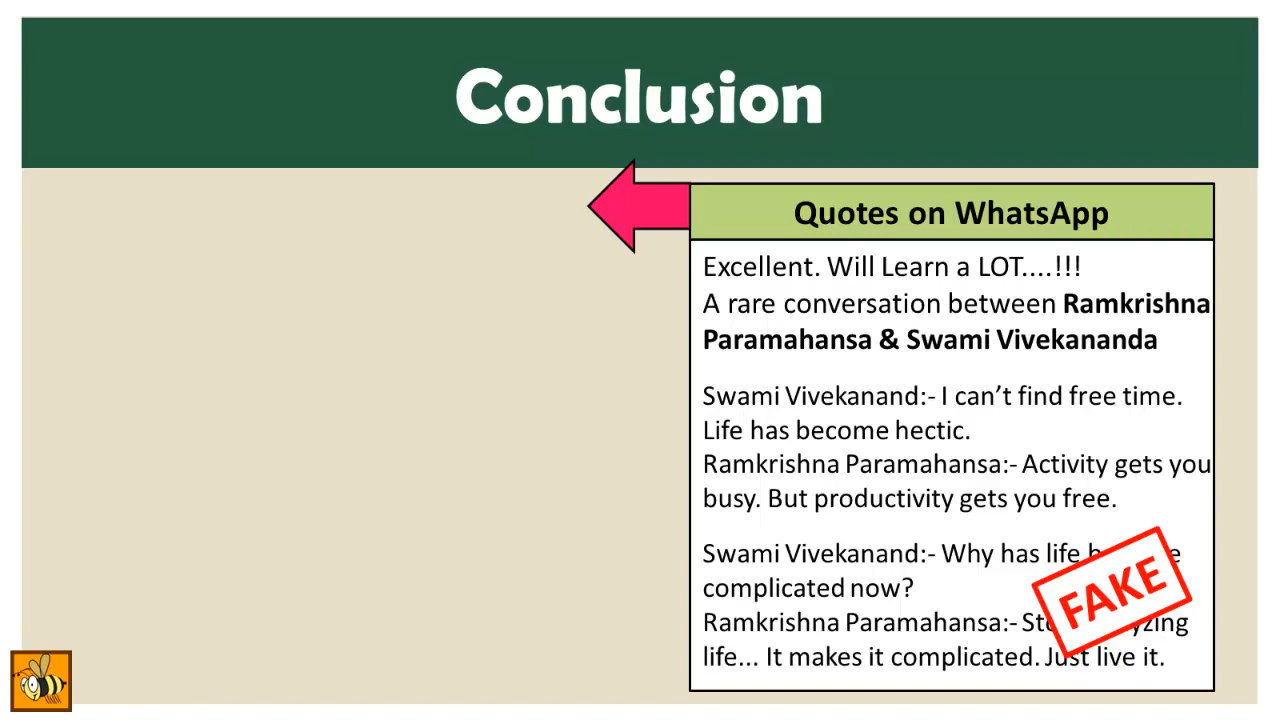 Conclusion
Quotes on WhatsApp
Excellent. Will Learn a LOT....!!!
A rare conversation between Ramkrishna
Paramahansa & Swami Vivekananda
Swami Vivekanand:- I can't find free time.
Life has become hectic.
Ramkrishna Paramahansa:- Activity gets you
busy. But productivity gets you free.
Swami Vivekanand:- Why has life
complicated now?
Ramkrishna Paramahansa:-
life... It makes it complicated. Just live it.
FAKE